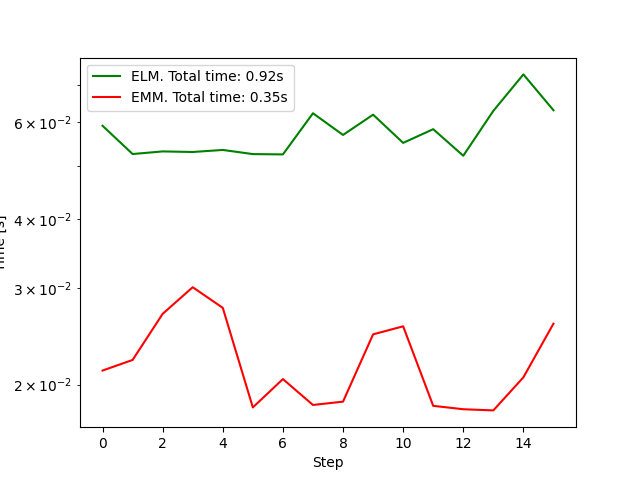 ELM. Total time: 0.92s
EMM. Total time: 0.35s
6 × 10⁻²
4 × 10⁻²
3 × 10⁻²
2 × 10⁻²
0 2 4 6 8 10 12 14
Step